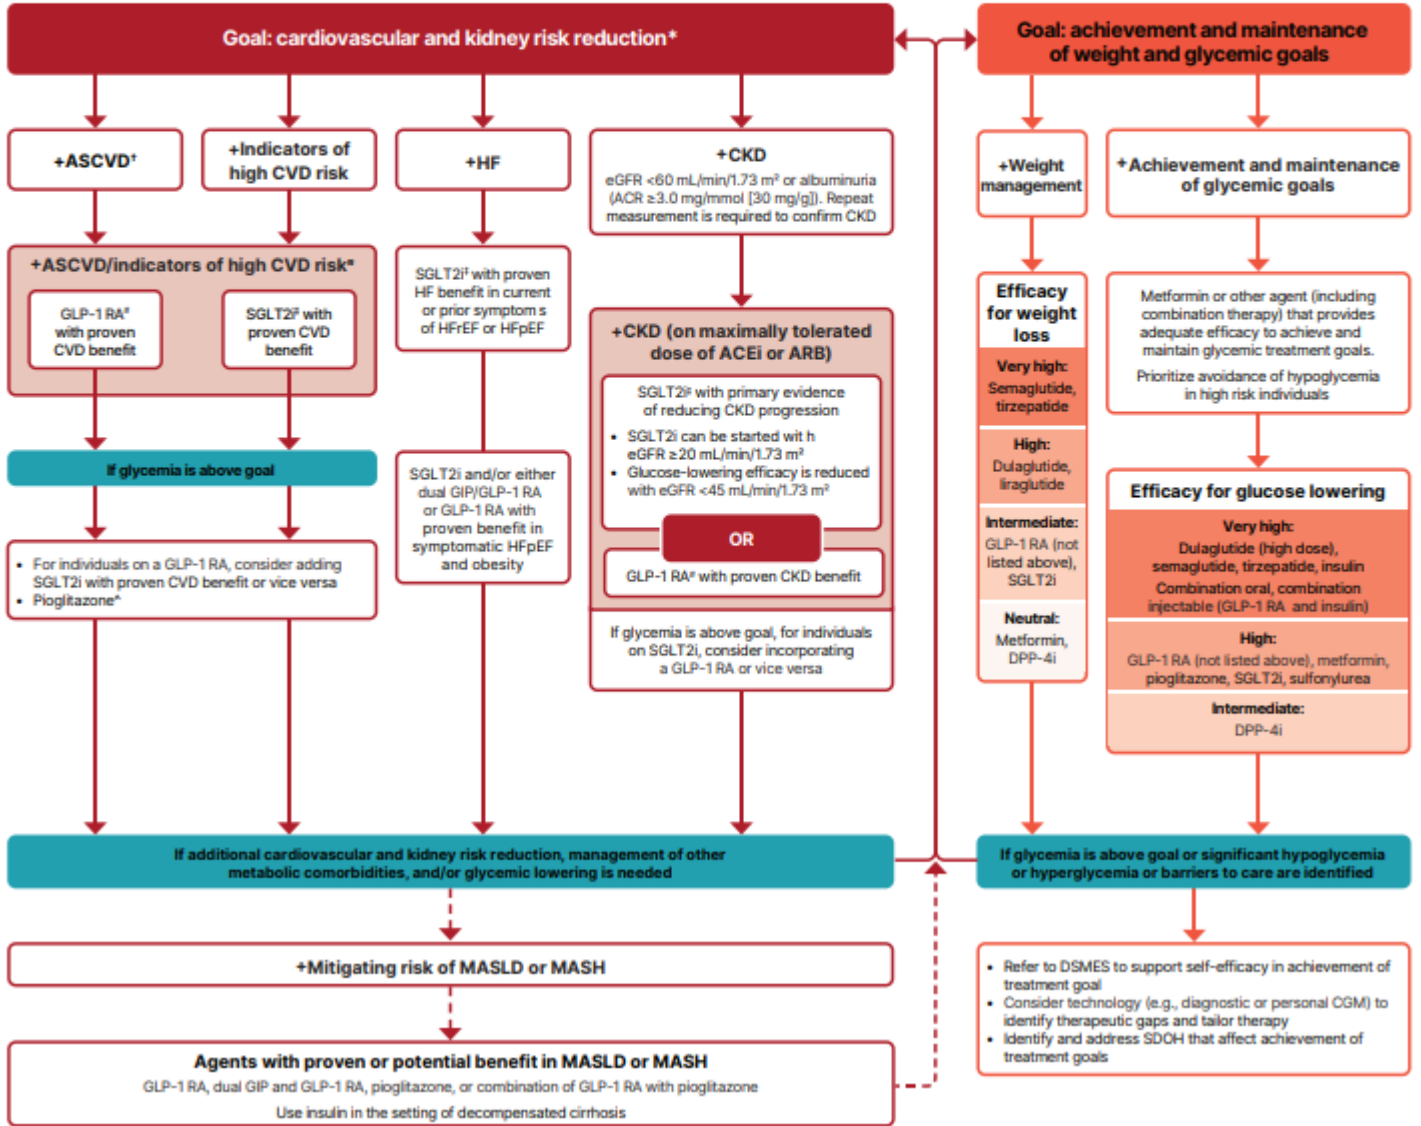 Goal: cardiovascular and kidney risk reduction*
+ASCVD†
+Indicators of
high CVD risk
+ASCVD/indicators of high CVD risk*
GLP-1 RA#
with proven
CVD benefit
SGLT2i‡ with
proven CVD
benefit
If glycemia is above goal
• For individuals on a GLP-1 RA, consider adding
SGLT2i with proven CVD benefit or vice versa
• Pioglitazone^
+HF
SGLT2i‡ with proven
HF benefit in current
or prior symptom s
of HFrEF or HFpEF
SGLT2i and/or either
dual GIP/GLP-1 RA
or GLP-1 RA with
proven benefit in
symptomatic HFpEF
and obesity
+CKD
eGFR <60 mL/min/1.73 m² or albuminuria
(ACR ≥3.0 mg/mmol [30 mg/g]). Repeat
measurement is required to confirm CKD
+CKD (on maximally tolerated
dose of ACEi or ARB)
SGLT2i‡ with primary evidence
of reducing CKD progression
• SGLT2i can be started wit h
eGFR ≥20 mL/min/1.73 m²
• Glucose-lowering efficacy is reduced
with eGFR <45 mL/min/1.73 m²
OR
GLP-1 RA# with proven CKD benefit
If glycemia is above goal, for individuals
on SGLT2i, consider incorporating
a GLP-1 RA or vice versa
If additional cardiovascular and kidney risk reduction, management of other
metabolic comorbidities, and/or glycemic lowering is needed
+Mitigating risk of MASLD or MASH
Agents with proven or potential benefit in MASLD or MASH
GLP-1 RA, dual GIP and GLP-1 RA, pioglitazone, or combination of GLP-1 RA with pioglitazone
Use insulin in the setting of decompensated cirrhosis
Goal: achievement and maintenance
of weight and glycemic goals
+Weight
management
Efficacy
for weight
loss
Very high:
Semaglutide,
tirzepatide
High:
Dulaglutide,
liraglutide
Intermediate:
GLP-1 RA (not
listed above),
SGLT2i
Neutral:
Metformin,
DPP-4i
+Achievement and maintenance
of glycemic goals
Metformin or other agent (including
combination therapy) that provides
adequate efficacy to achieve and
maintain glycemic treatment goals.
Prioritize avoidance of hypoglycemia
in high risk individuals
Efficacy for glucose lowering
Very high:
Dulaglutide (high dose),
semaglutide, tirzepatide, insulin
Combination oral, combination
injectable (GLP-1 RA and insulin)
High:
GLP-1 RA (not listed above), metformin,
pioglitazone, SGLT2i, sulfonylurea
Intermediate:
DPP-4i
If glycemia is above goal or significant hypoglycemia
or hyperglycemia or barriers to care are identified
• Refer to DSMES to support self-efficacy in achievement of
treatment goal
• Consider technology (e.g., diagnostic or personal CGM) to
identify therapeutic gaps and tailor therapy
• Identify and address SDOH that affect achievement of
treatment goals